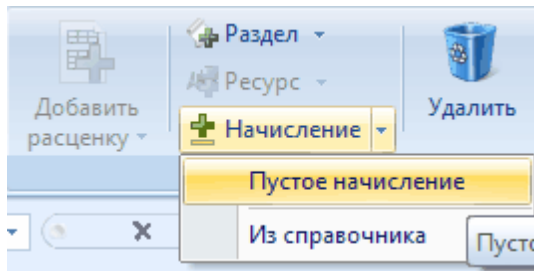 Добавить
расценку
Раздел
Ресурс
Начисление
Удалить
Пустое начисление
Из справочника
Пусто